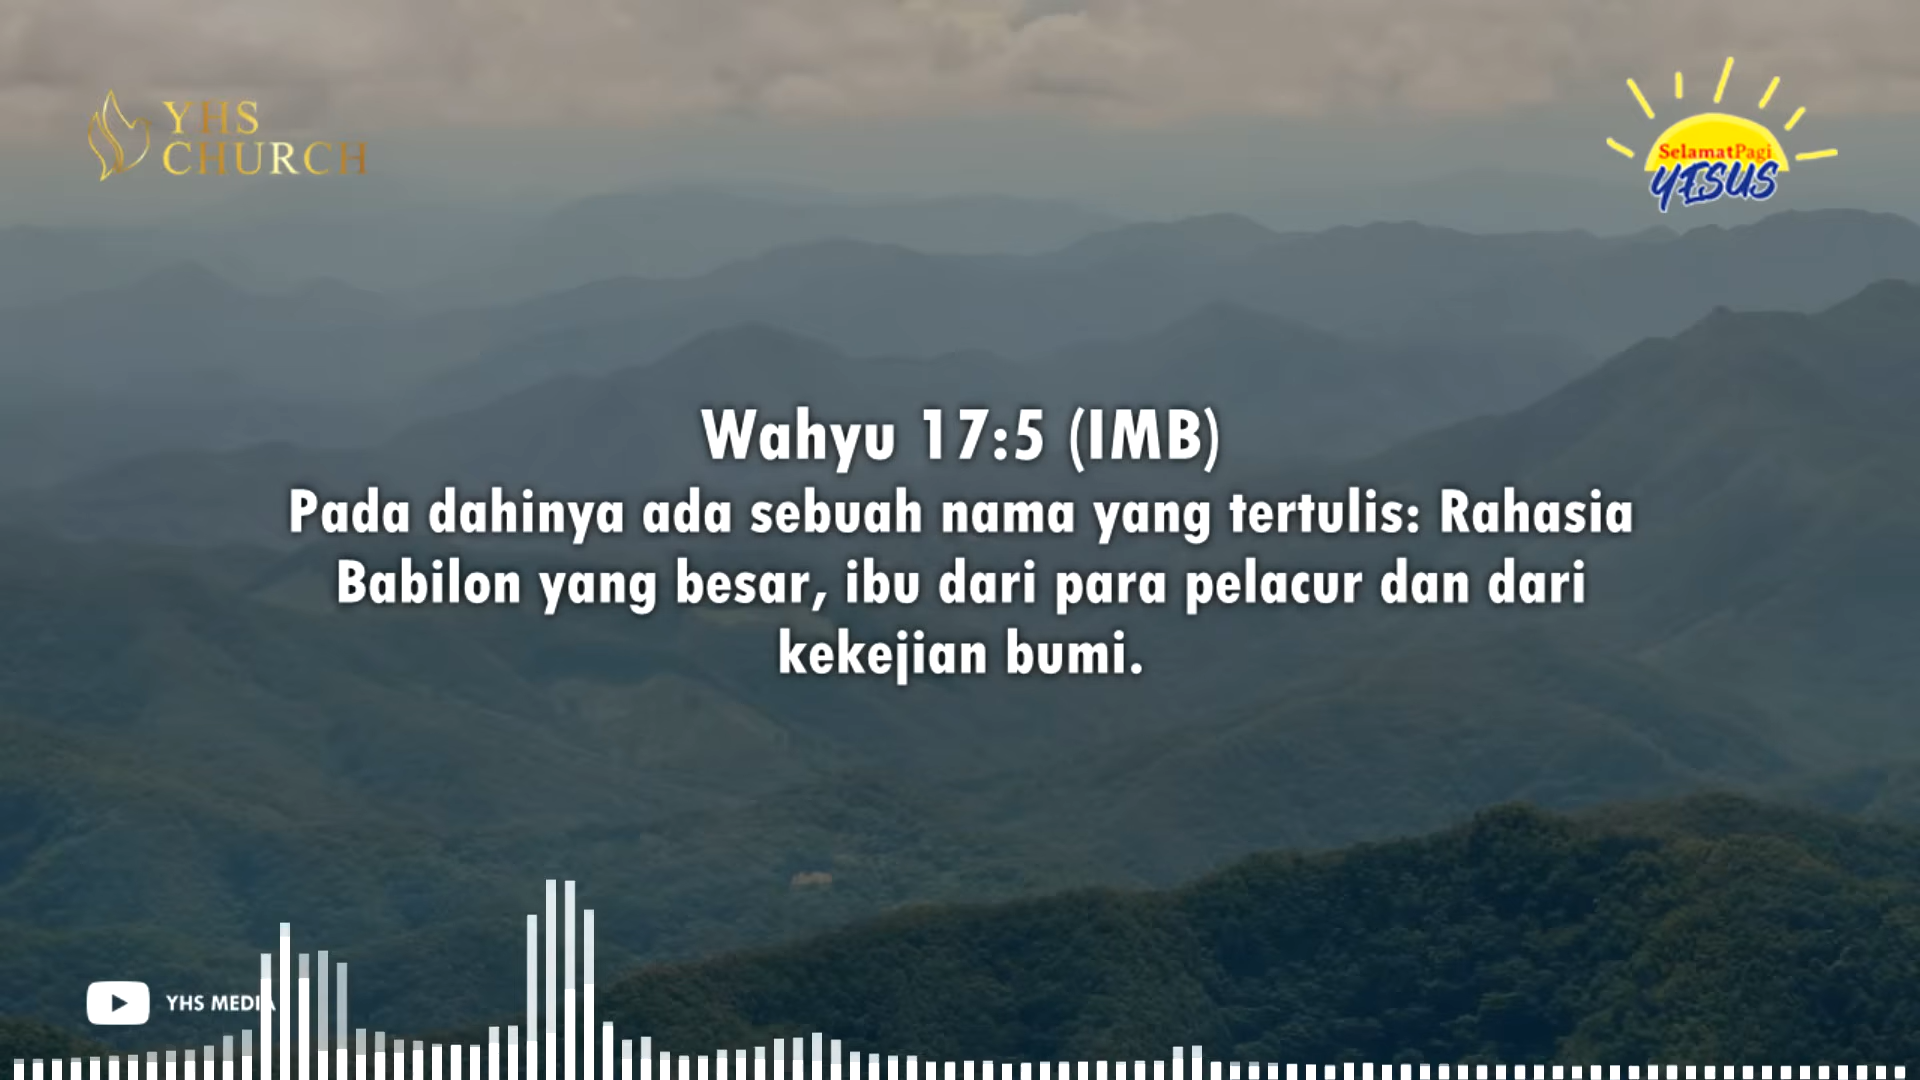 YHS
CHURCH
SelamatPagi
YESUS
Wahyu 17:5 (IMB)
Pada dahinya ada sebuah nama yang tertulis: Rahasia
Babilon yang besar, ibu dari para pelacur dan dari
kekejian bumi.
YHS MEDIA